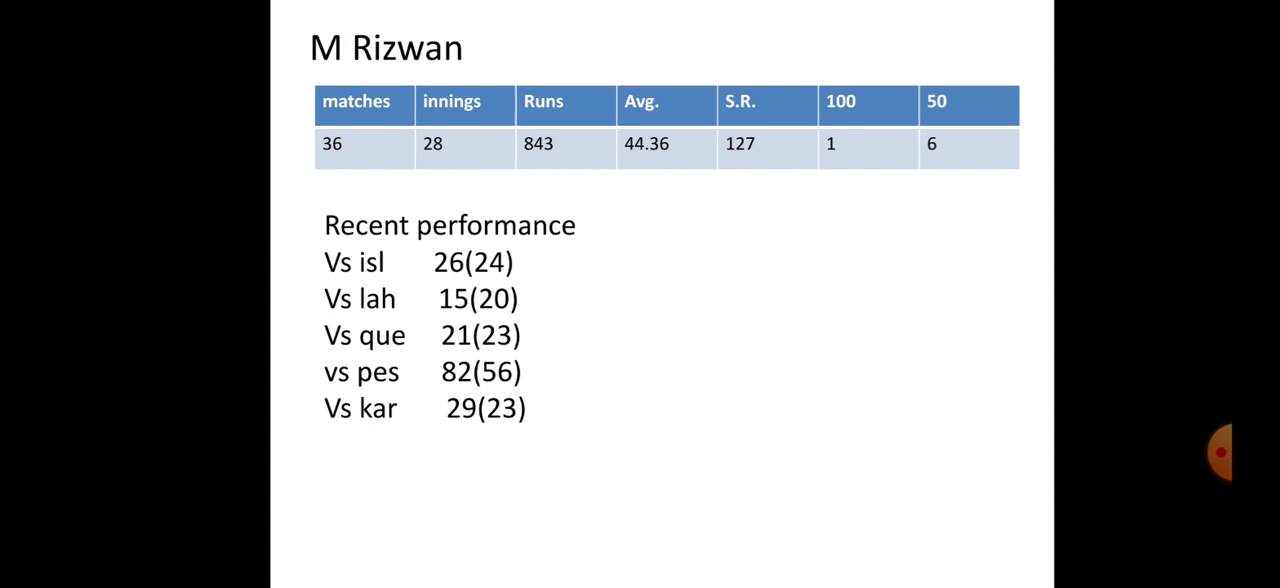 M Rizwan
matches innings Runs Avg. S.R. 100 50
36 28 843 44.36 127 1 6
Recent performance
Vs isl 26(24)
Vs lah 15(20)
Vs que 21(23)
vs pes 82(56)
Vs kar 29(23)